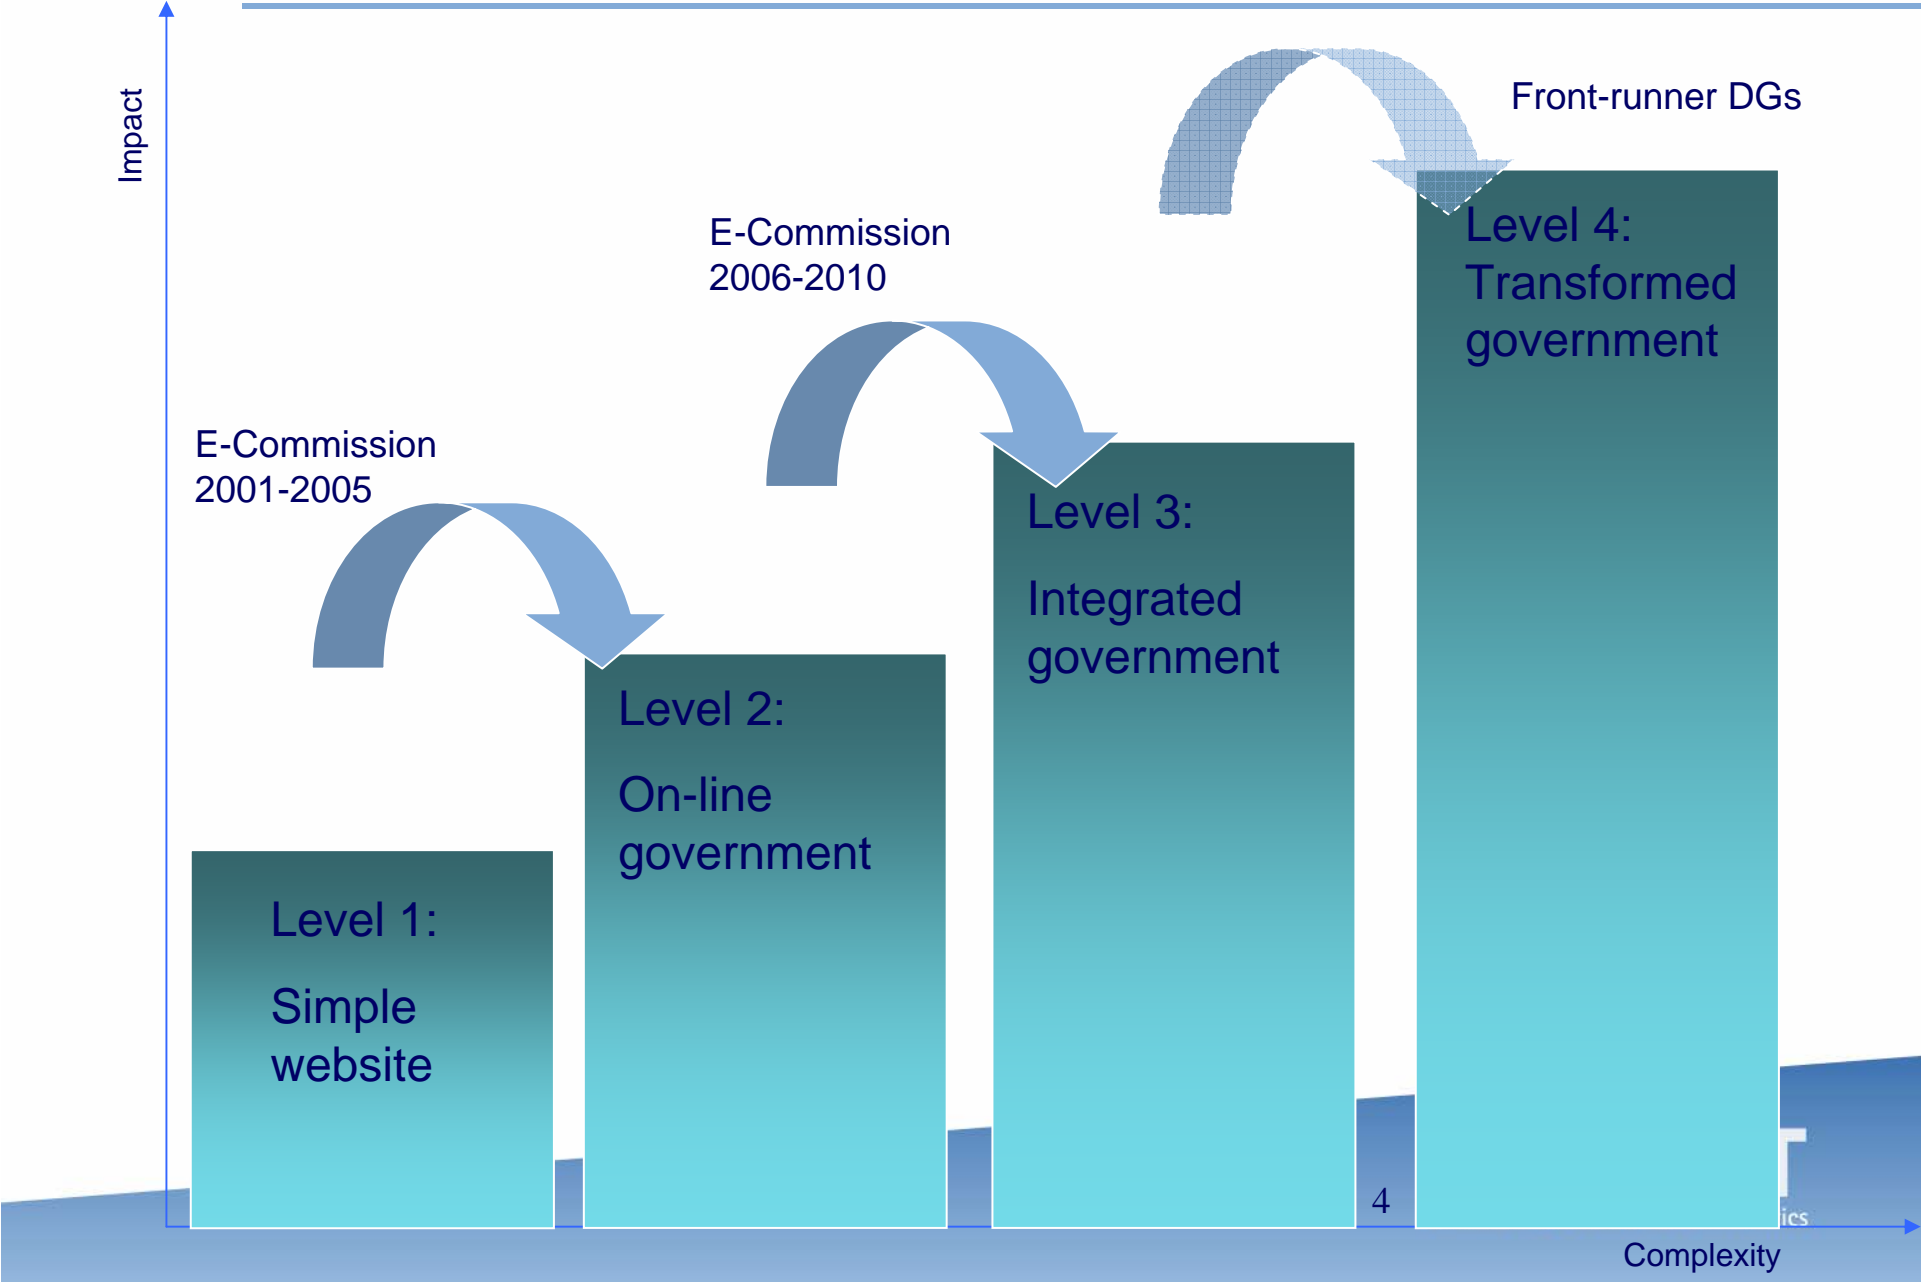 Impact
Front-runner DGs
E-Commission
2006-2010
Level 4:
Transformed
government
E-Commission
2001-2005
Level 3:
Integrated
government
Level 2:
On-line
government
Level 1:
Simple
website
4
Complexity